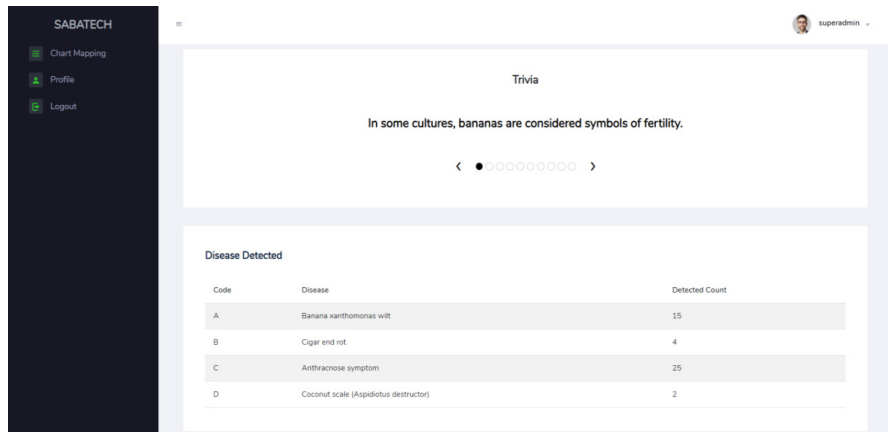 SABATECH
superadmin
Chart Mapping
Profile
Logout
Trivia
In some cultures, bananas are considered symbols of fertility.
Disease Detected
Code Disease Detected Count
A Banana xanthomonas wilt 15
B Cigar end rot 4
C Anthracnose symptom 25
D Coconut scale (Aspidiotus destructor) 2